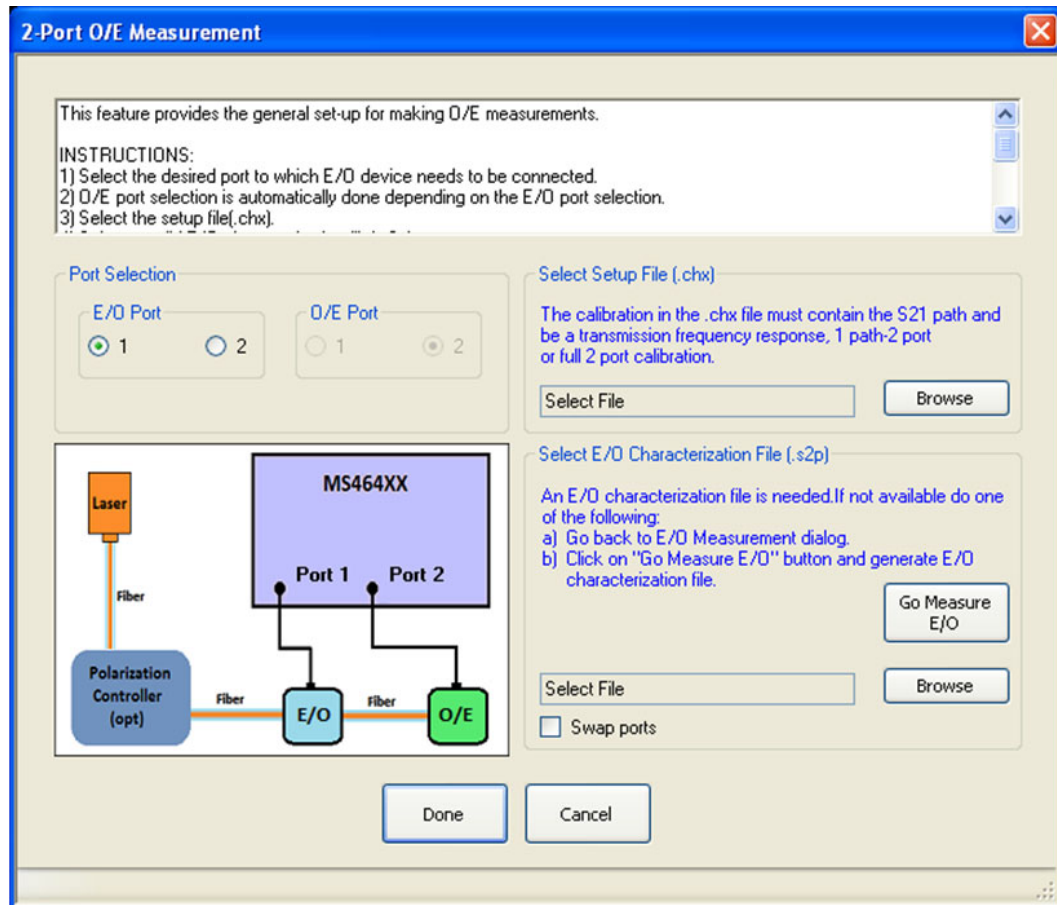 2-Port O/E Measurement
This feature provides the general set-up for making O/E measurements.
INSTRUCTIONS:
1) Select the desired port to which E/O device needs to be connected.
2) O/E port selection is automatically done depending on the E/O port selection.
3) Select the setup file(.chx).
Port Selection
E/O Port
1
2
O/E Port
1
2
Select Setup File (.chx)
The calibration in the .chx file must contain the S21 path and
be a transmission frequency response, 1 path-2 port
or full 2 port calibration.
Select File
Browse
Laser
Fiber
MS464XX
Port 1
Port 2
Polarization
Controller
(opt)
Fiber
E/O
Fiber
O/E
Select E/O Characterization File (.s2p)
An E/O characterization file is needed.If not available do one
of the following:
a) Go back to E/O Measurement dialog.
b) Click on "Go Measure E/O" button and generate E/O
characterization file.
Go Measure
E/O
Select File
Browse
Swap ports
Done
Cancel